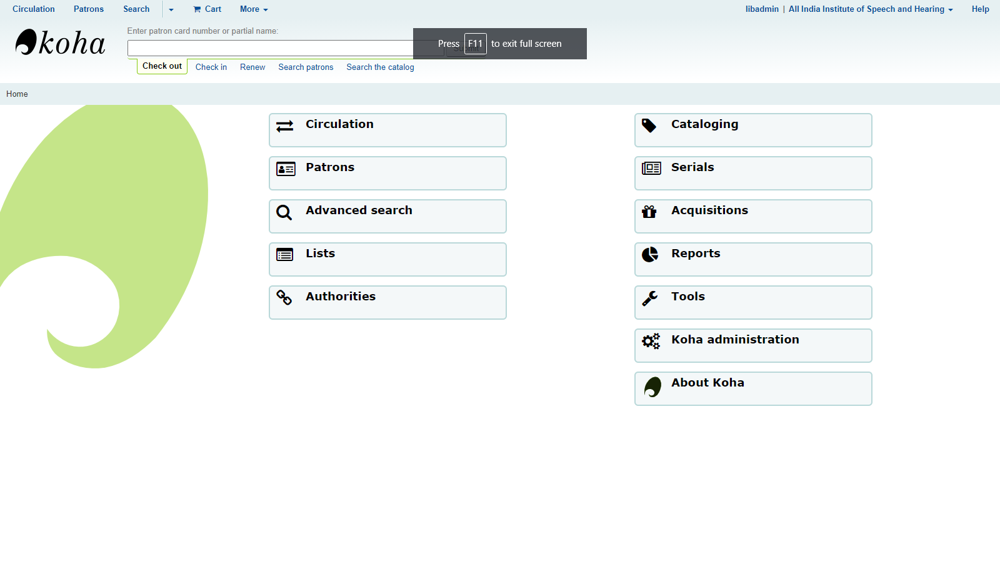 Circulation Patrons Search Cart More libadmin | All India Institute of Speech and Hearing Help
koha
Enter patron card number or partial name:
Press F11 to exit full screen
Submit
Check out Check in Renew Search patrons Search the catalog
Home
Circulation
Patrons
Advanced search
Lists
Authorities
Cataloging
Serials
Acquisitions
Reports
Tools
Koha administration
About Koha